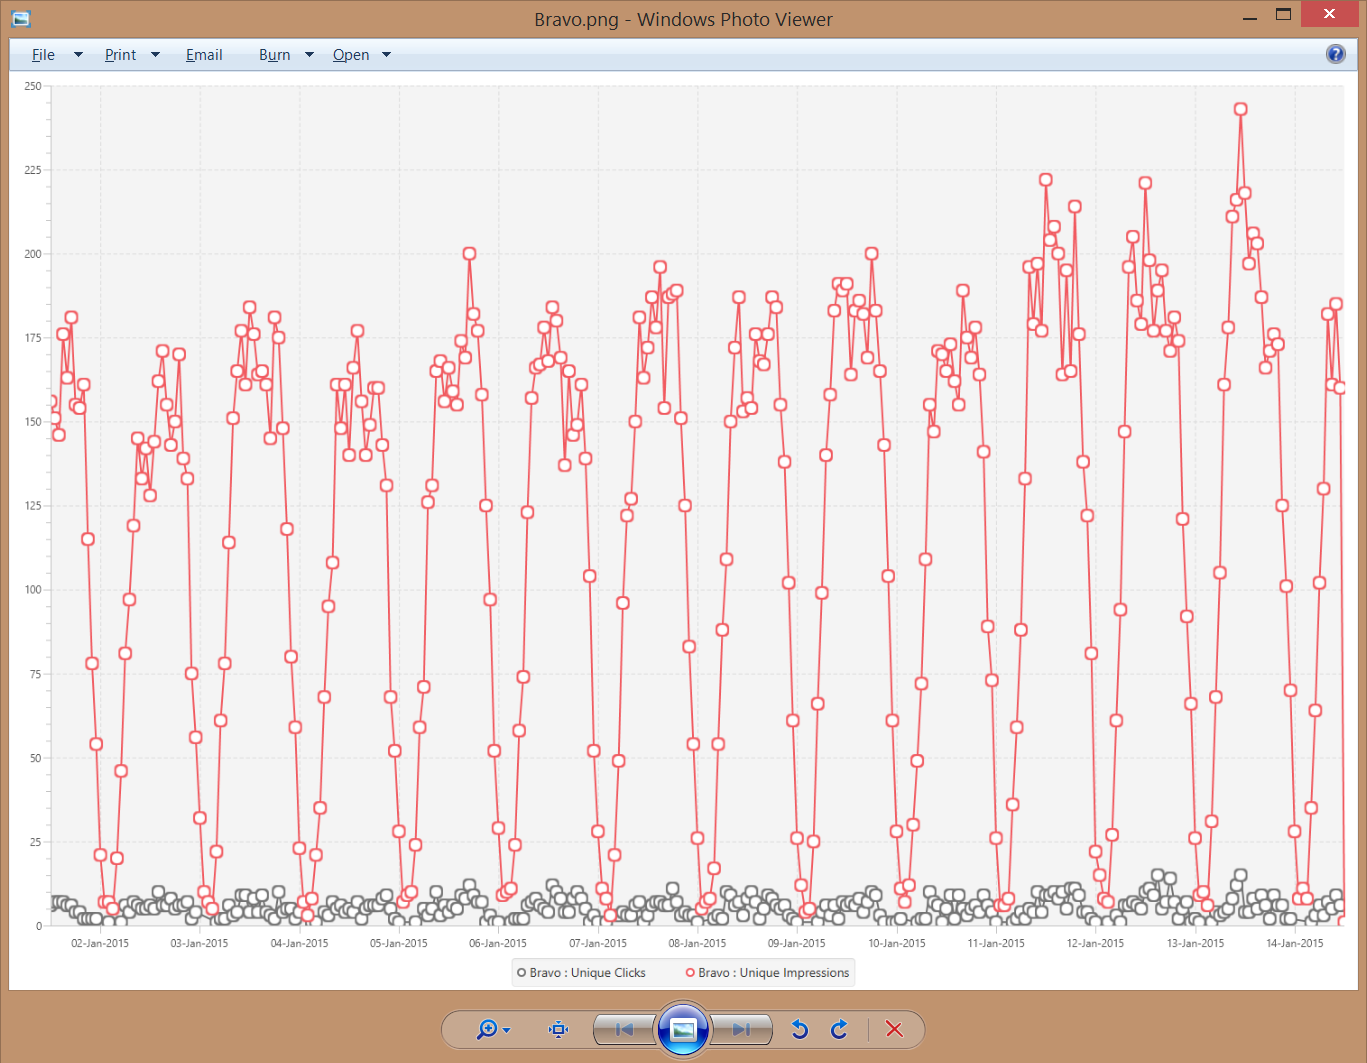 Bravo.png - Windows Photo Viewer
File Print Email Burn Open
250
225
200
175
150
125
100
75
50
25
0
02-Jan-2015 03-Jan-2015 04-Jan-2015 05-Jan-2015 06-Jan-2015 07-Jan-2015 08-Jan-2015 09-Jan-2015 10-Jan-2015 11-Jan-2015 12-Jan-2015 13-Jan-2015 14-Jan-2015
Bravo : Unique Clicks Bravo : Unique Impressions